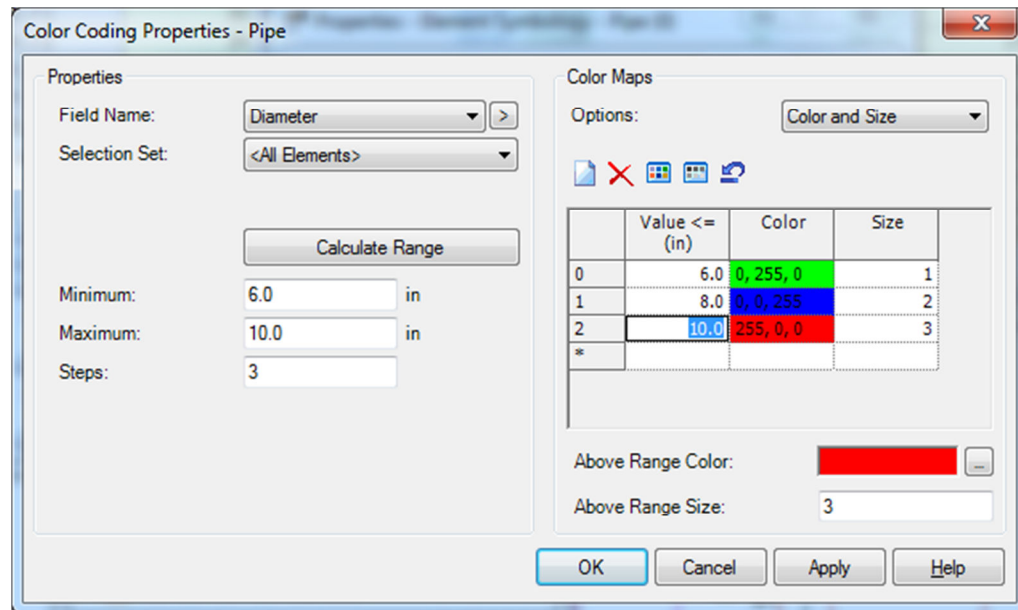 Color Coding Properties - Pipe
Properties
Field Name:
Diameter
>
Selection Set:
<All Elements>
Calculate Range
Minimum:
6.0
in
Maximum:
10.0
in
Steps:
3
Color Maps
Options:
Color and Size
Value <= (in)
Color
Size
0
6.0
0, 255, 0
1
1
8.0
0, 0, 255
2
2
10.0
255, 0, 0
3
*
Above Range Color:
...
Above Range Size:
3
OK
Cancel
Apply
Help